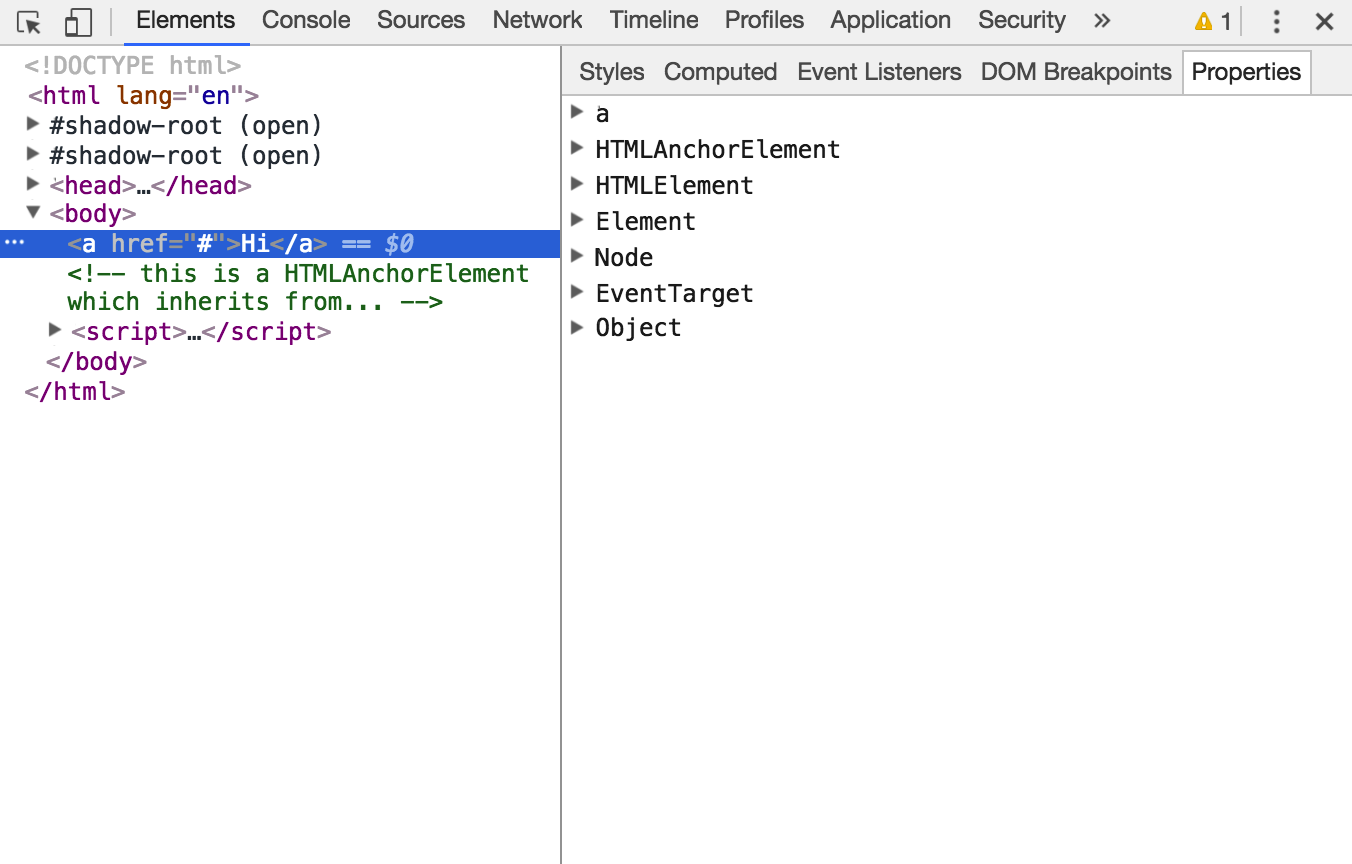 Elements Console Sources Network Timeline Profiles Application Security » 1
<!DOCTYPE html>
<html lang="en">
#shadow-root (open)
#shadow-root (open)
<head>…</head>
<body>
<a href="#">Hi</a> == $0
<!-- this is a HTMLAnchorElement
which inherits from... -->
<script>…</script>
</body>
</html>
Styles Computed Event Listeners DOM Breakpoints Properties
a
HTMLAnchorElement
HTMLElement
Element
Node
EventTarget
Object